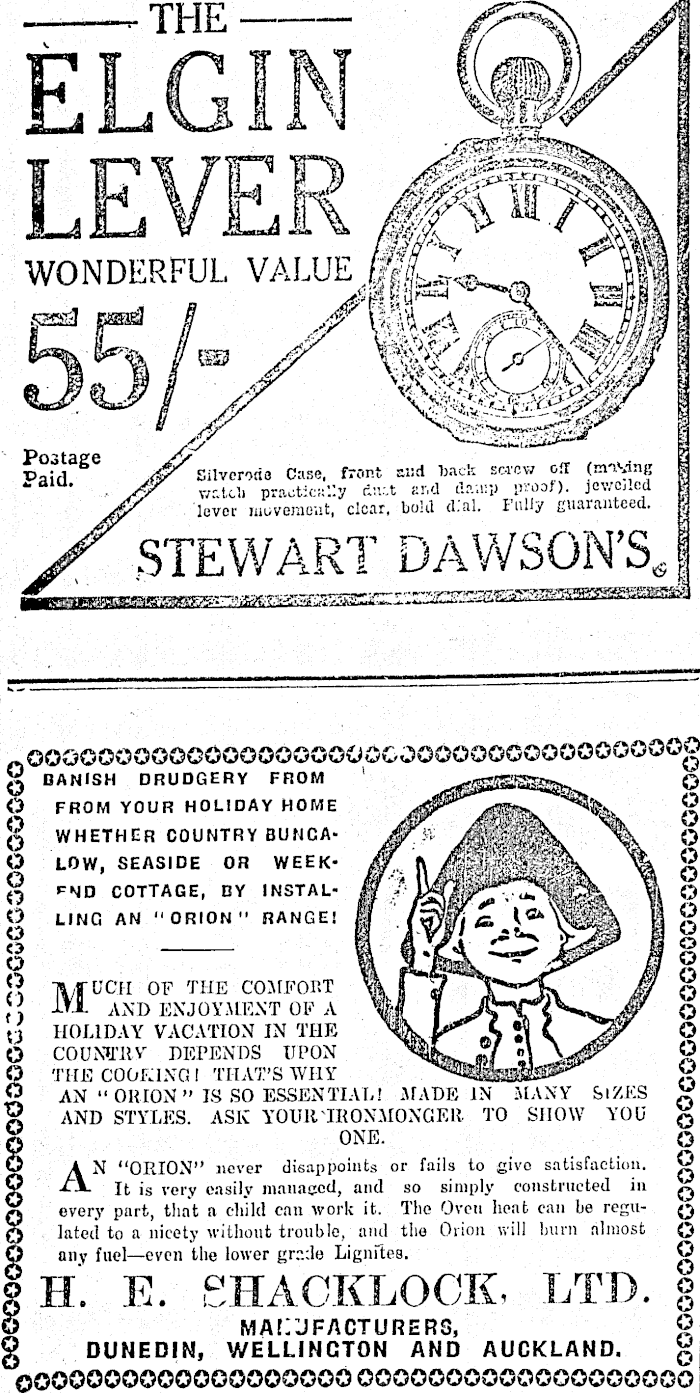 THE
ELGIN
LEVER
WONDERFUL VALUE
55/-
Postage
Paid.
Silverode Case, front and back screw off (making
watch practically dust and damp proof). jewelled
lever movement, clear, bold dial. Fully guaranteed.
STEWART DAWSON'S
BANISH DRUDGERY FROM
FROM YOUR HOLIDAY HOME
WHETHER COUNTRY BUNGA-
LOW, SEASIDE OR WEEK-
END COTTAGE, BY INSTAL-
LING AN "ORION" RANGE!
MUCH OF THE COMFORT
AND ENJOYMENT OF A
HOLIDAY VACATION IN THE
COUNTRY DEPENDS UPON
THE COOKING! THAT'S WHY
AN "ORION" IS SO ESSENTIAL! MADE IN MANY SIZES
AND STYLES. ASK YOUR IRONMONGER TO SHOW YOU
ONE.
AN "ORION" never disappoints or fails to give satisfaction.
It is very easily managed, and so simply constructed in
every part, that a child can work it. The Oven heat can be regu-
lated to a nicety without trouble, and the Orion will burn almost
any fuel—even the lower grade Lignites.
H. E. SHACKLOCK, LTD.
MANUFACTURERS,
DUNEDIN, WELLINGTON AND AUCKLAND.